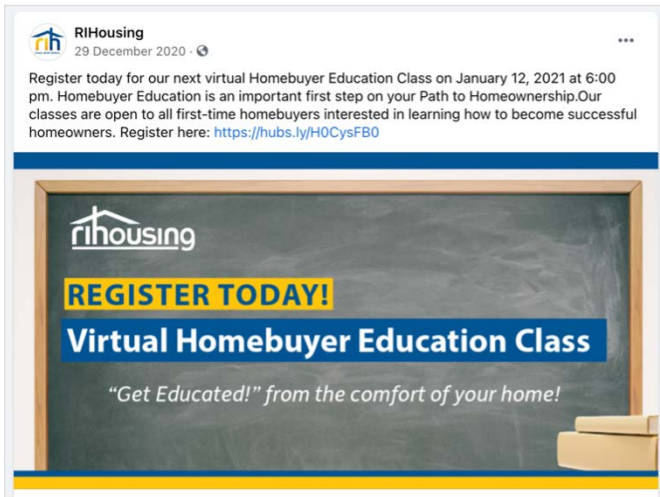 RIHousing
29 December 2020 ·
Register today for our next virtual Homebuyer Education Class on January 12, 2021 at 6:00
pm. Homebuyer Education is an important first step on your Path to Homeownership.Our
classes are open to all first-time homebuyers interested in learning how to become successful
homeowners. Register here: https://hubs.ly/H0CysFB0
rihousing
REGISTER TODAY!
Virtual Homebuyer Education Class
“Get Educated!” from the comfort of your home!